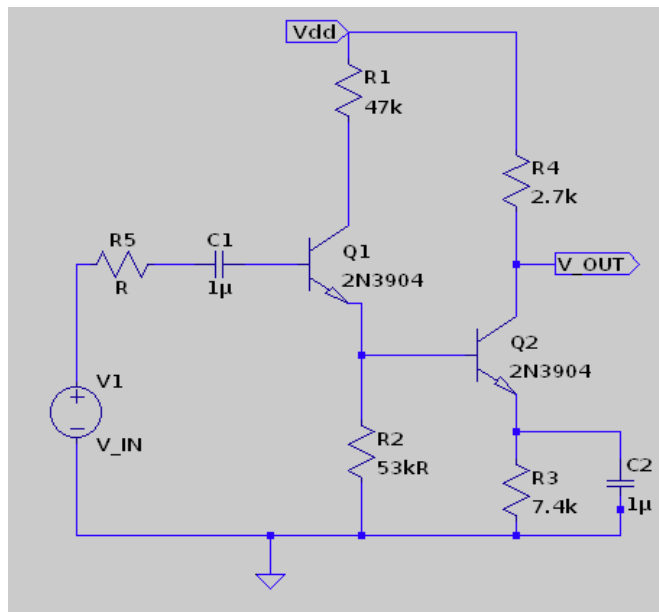 Vdd
R1
47k
R4
2.7k
R5
R
C1
1µ
Q1
2N3904
V_OUT
Q2
2N3904
V1
V_IN
R2
53kR
R3
7.4k
C2
1µ